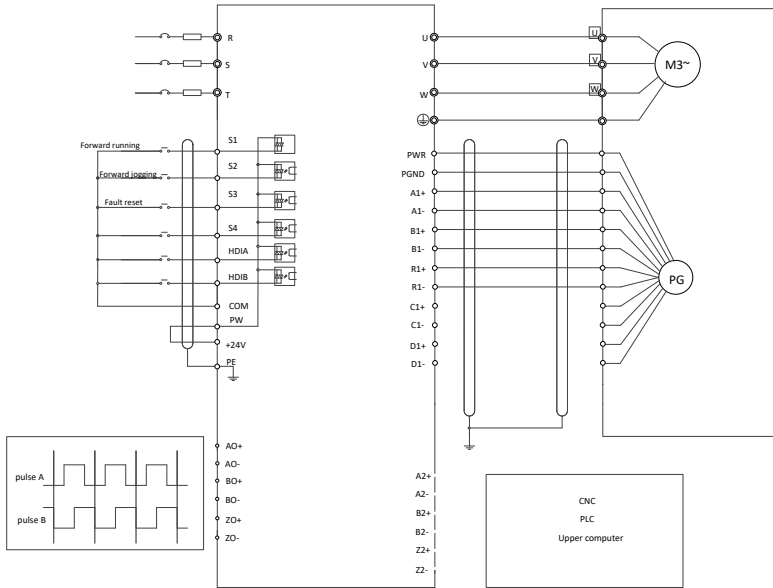 R
S
T
U
V
W
U
V
W
M3~
Forward running
Forward jogging
Fault reset
S1
S2
S3
S4
HDIA
HDIB
COM
PW
+24V
PE
PWR
PGND
A1+
A1-
B1+
B1-
R1+
R1-
C1+
C1-
D1+
D1-
PG
pulse A
pulse B
AO+
AO-
BO+
BO-
ZO+
ZO-
A2+
A2-
B2+
B2-
Z2+
Z2-
CNC
PLC
Upper computer